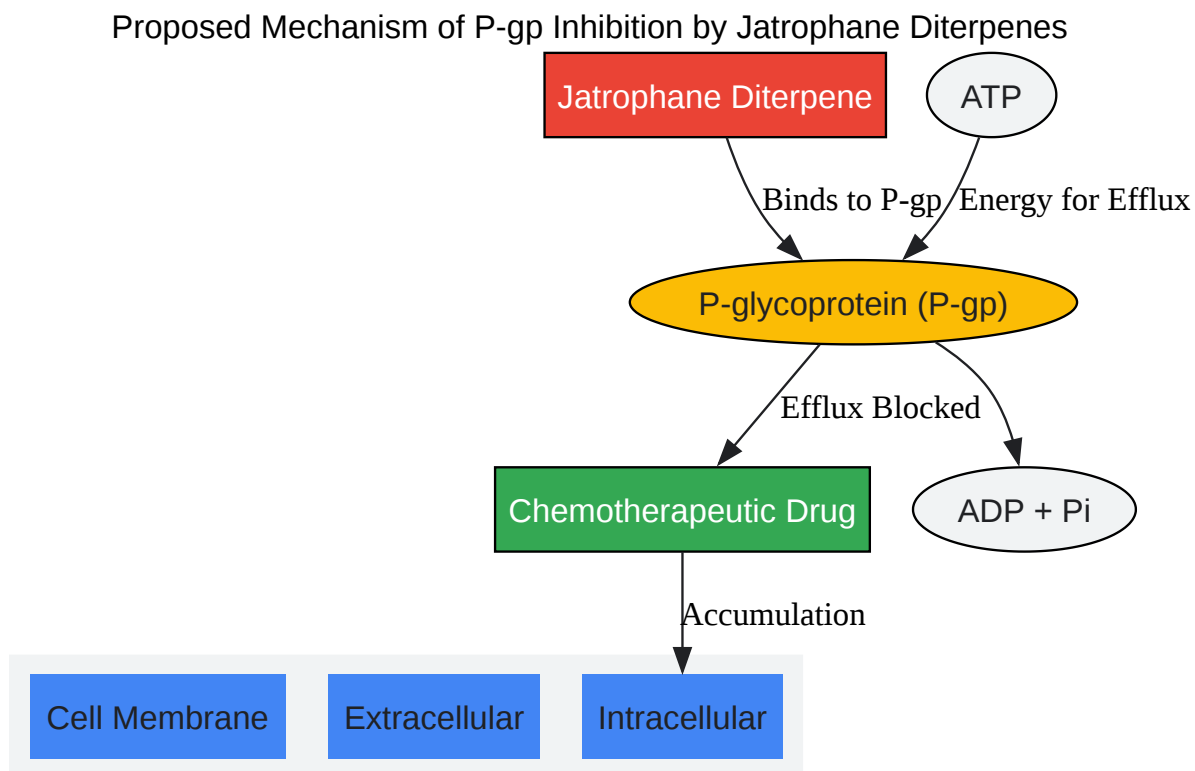 Proposed Mechanism of P-gp Inhibition by Jatrophane Diterpenes
Jatrophane Diterpene
ATP
Binds to P-gp
Energy for Efflux
P-glycoprotein (P-gp)
Efflux Blocked
Chemotherapeutic Drug
ADP + Pi
Accumulation
Cell Membrane
Extracellular
Intracellular